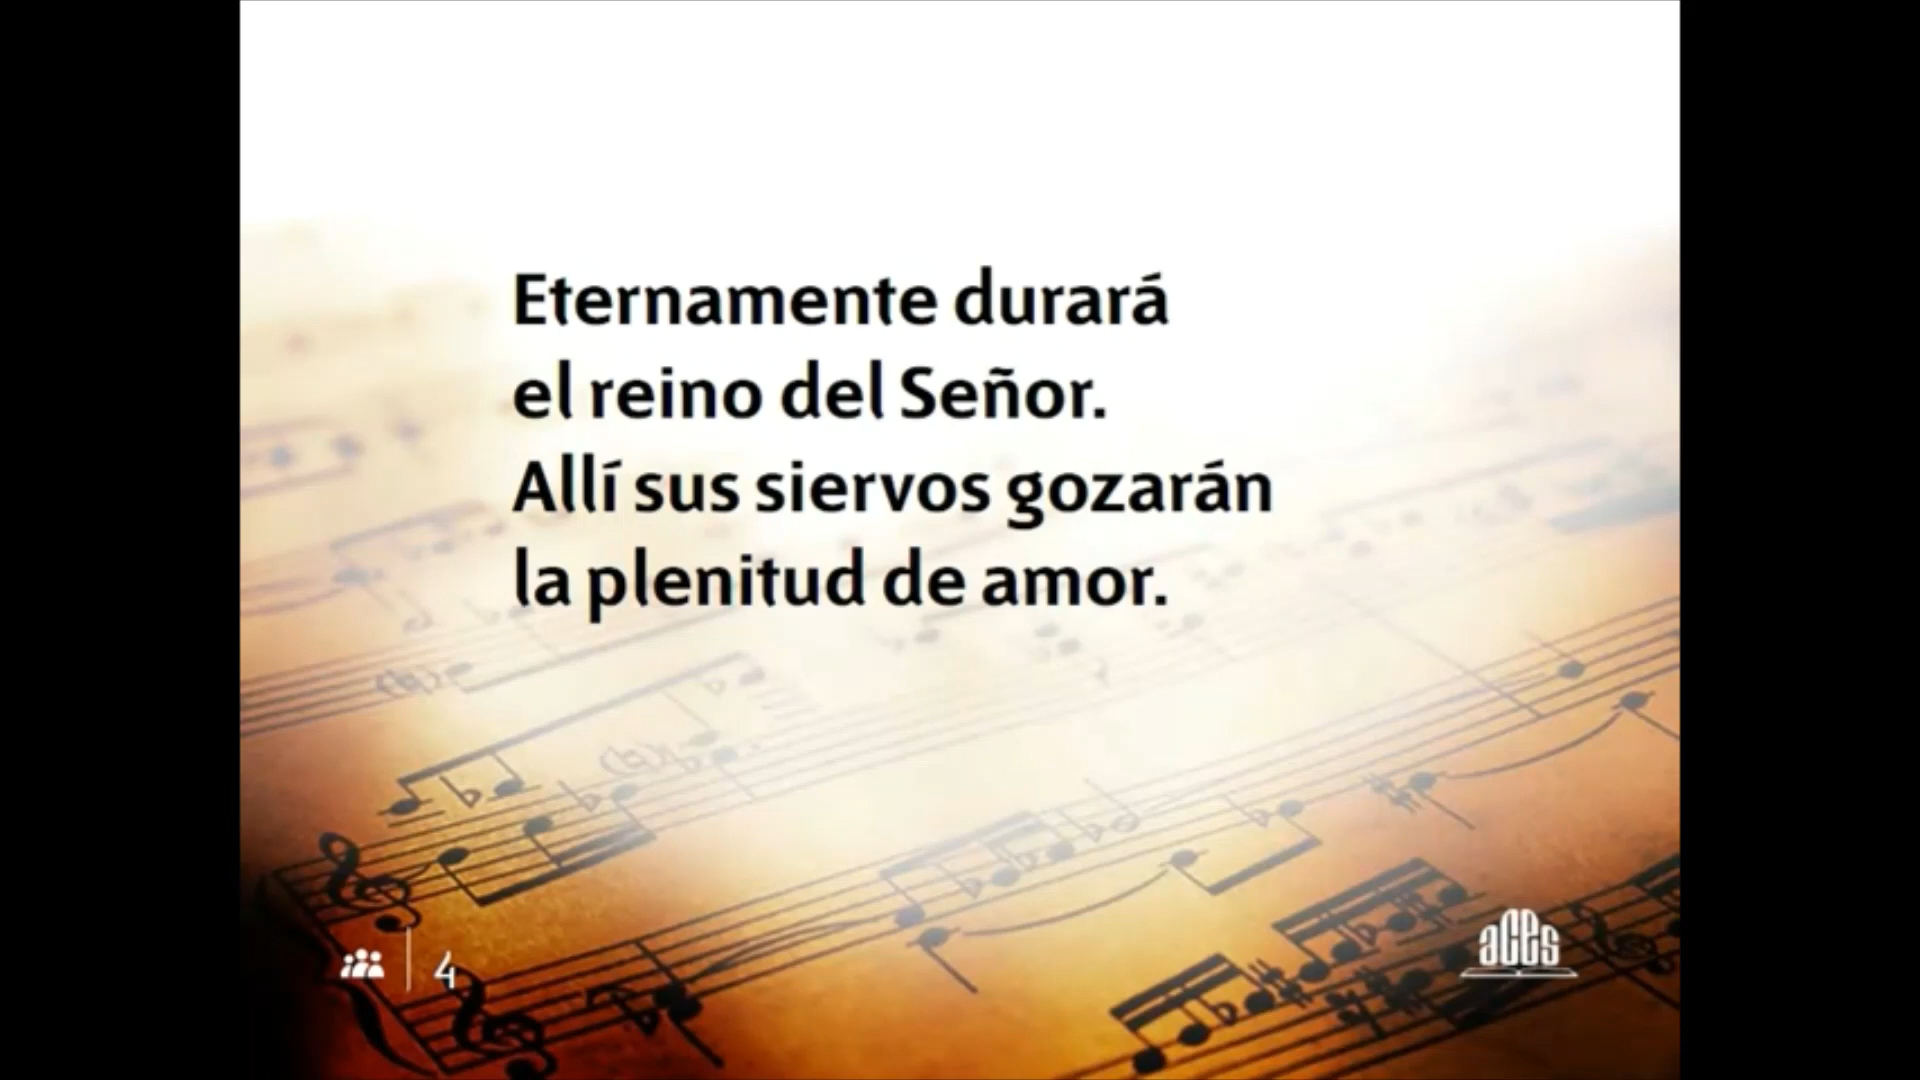 Eternamente durará
el reino del Señor.
Allí sus siervos gozarán
la plenitud de amor.
4
aces